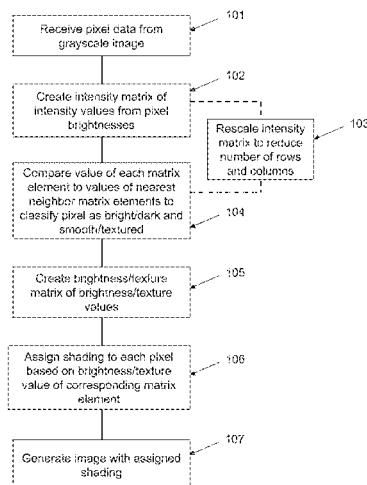 Receive pixel data from
grayscale image
101
Create intensity matrix of
intensity values from pixel
brightnesses
102
Rescale intensity
matrix to reduce
number of rows
and columns
103
Compare value of each matrix
element to values of nearest
neighbor matrix elements to
classify pixel as bright/dark and
smooth/textured
104
Create brightness/texture
matrix of brightness/texture
values
105
Assign shading to each pixel
based on brightness/texture
value of corresponding matrix
element
106
Generate image with assigned
shading
107